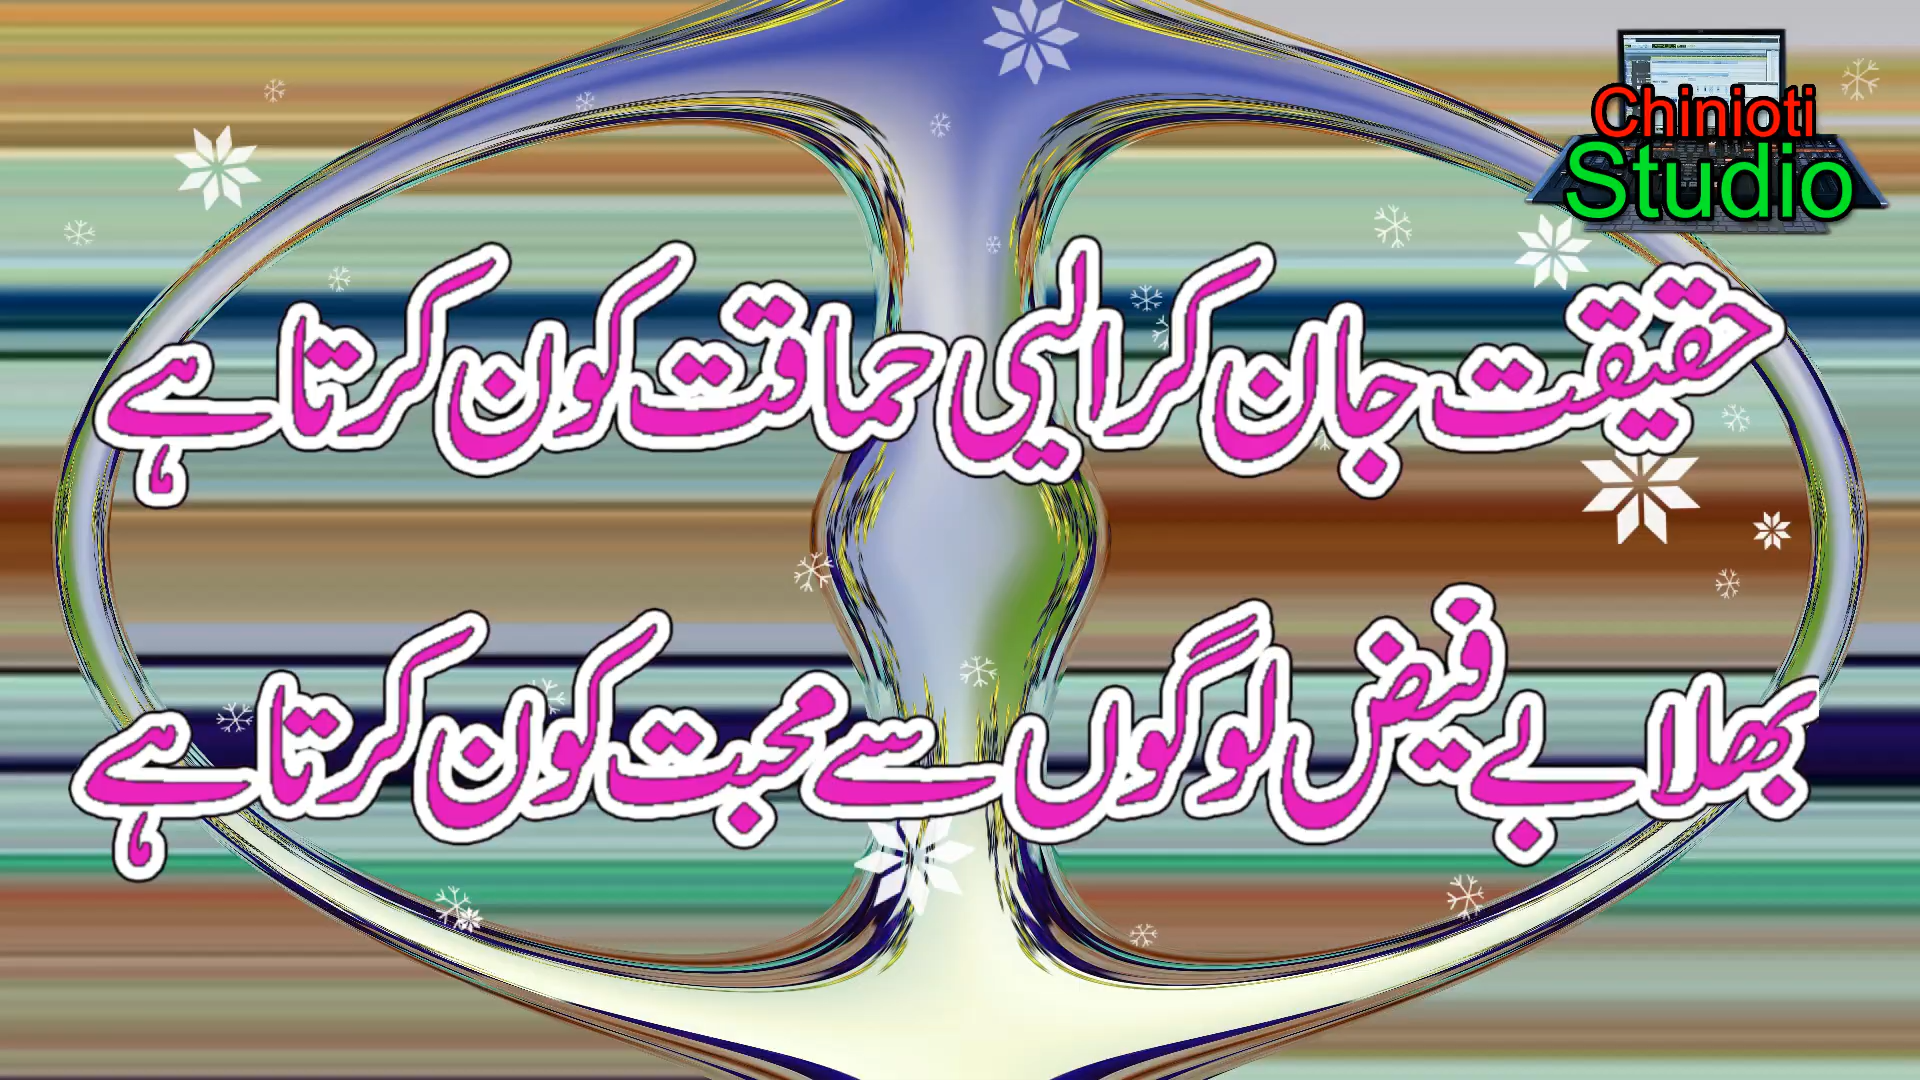 Chinioti
Studio
حقیقت جان کر ایسی حماقت کون کرتا ہے
بھلا بے فیض لوگوں سے محبت کون کرتا ہے